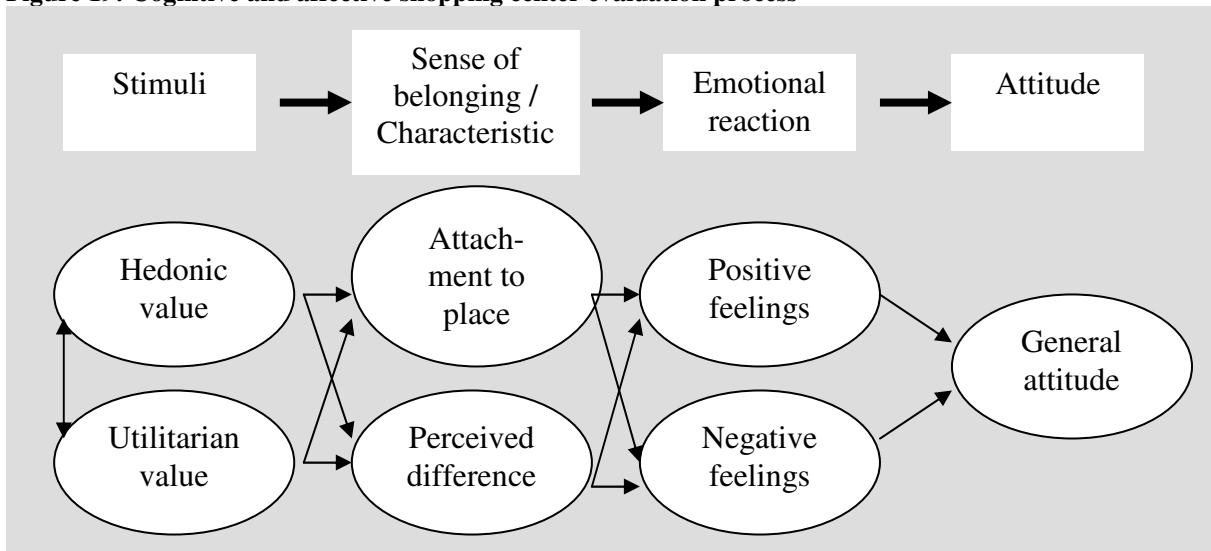 Figure 19: Cognitive and affective shopping center evaluation process
Stimuli
Sense of
belonging /
Characteristic
Emotional
reaction
Attitude
Hedonic
value
Attach-
ment to
place
Positive
feelings
General
attitude
Utilitarian
value
Perceived
difference
Negative
feelings